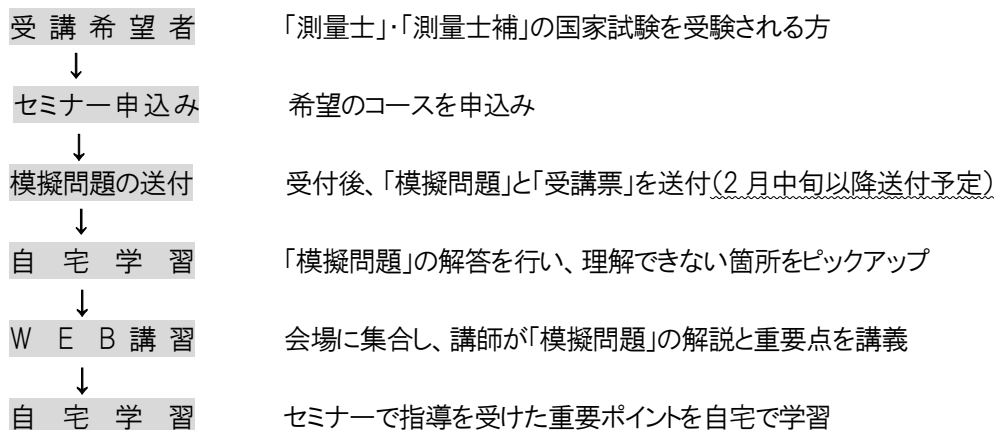 受講希望者 「測量士」・「測量士補」の国家試験を受験される方
↓
セミナー申込み 希望のコースを申込み
↓
模擬問題の送付 受付後、「模擬問題」と「受講票」を送付(2月中旬以降送付予定)
↓
自宅学習 「模擬問題」の解答を行い、理解できない箇所をピックアップ
↓
WEB講習 会場に集合し、講師が「模擬問題」の解説と重要点を講義
↓
自宅学習 セミナーで指導を受けた重要ポイントを自宅で学習